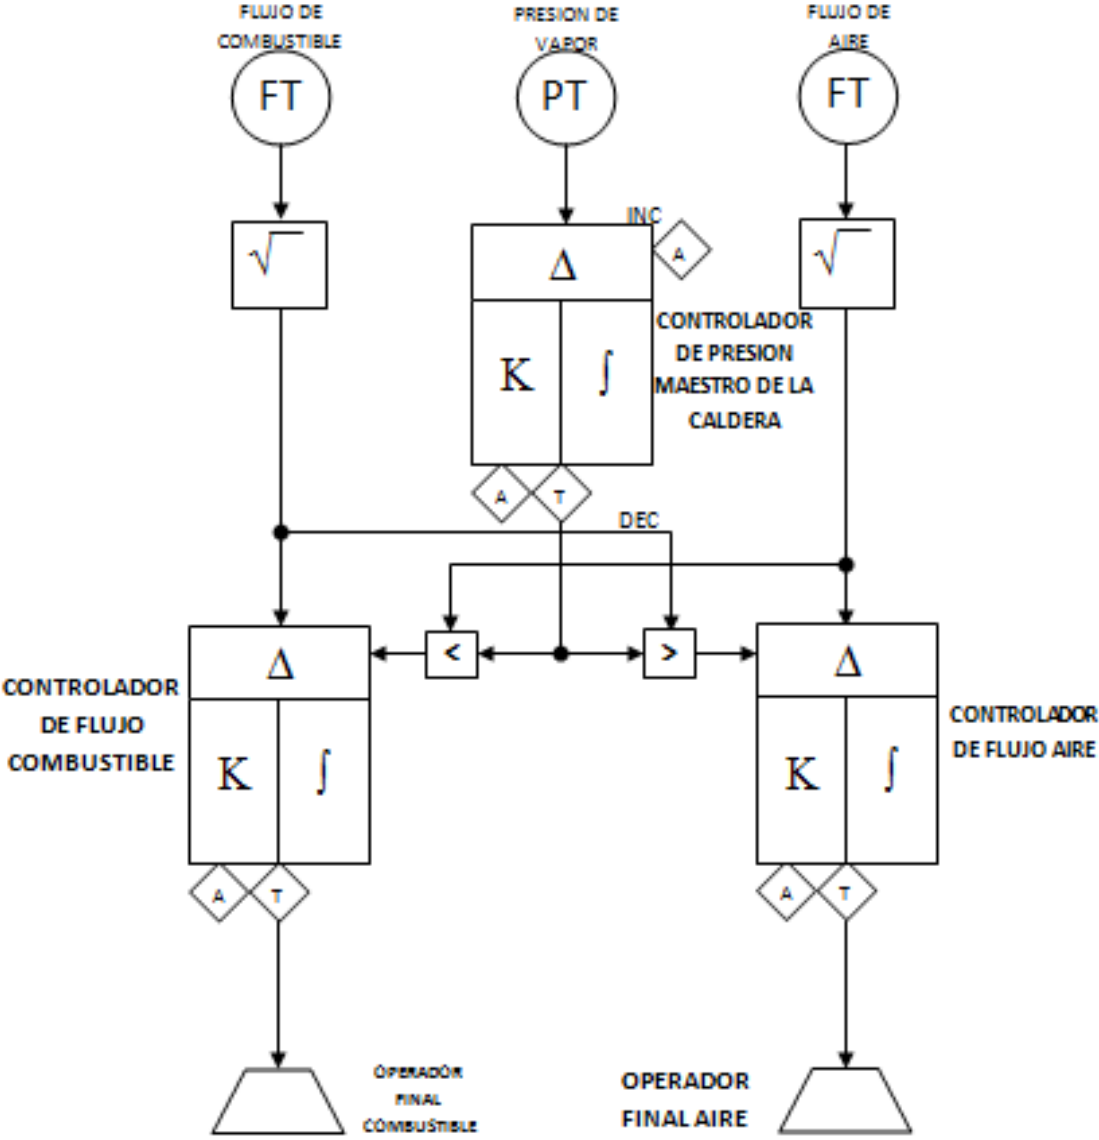 FLUJO DE
COMBUSTIBLE
PRESION DE
VAPOR
FLUJO DE
AIRE
FT
PT
FT
INC
√
Δ
A
√
K
∫
CONTROLADOR
DE PRESION
MAESTRO DE LA
CALDERA
A
T
DEC
<
>
Δ
Δ
CONTROLADOR
DE FLUJO
COMBUSTIBLE
K
∫
K
∫
CONTROLADOR
DE FLUJO AIRE
A
T
A
T
OPERADOR
FINAL
COMBUSTIBLE
OPERADOR
FINAL AIRE